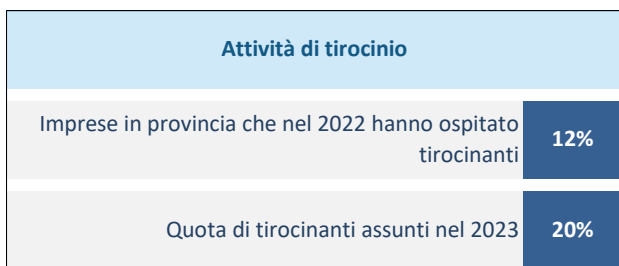 Attività di tirocinio
Imprese in provincia che nel 2022 hanno ospitato
tirocinanti
12%
Quota di tirocinanti assunti nel 2023
20%